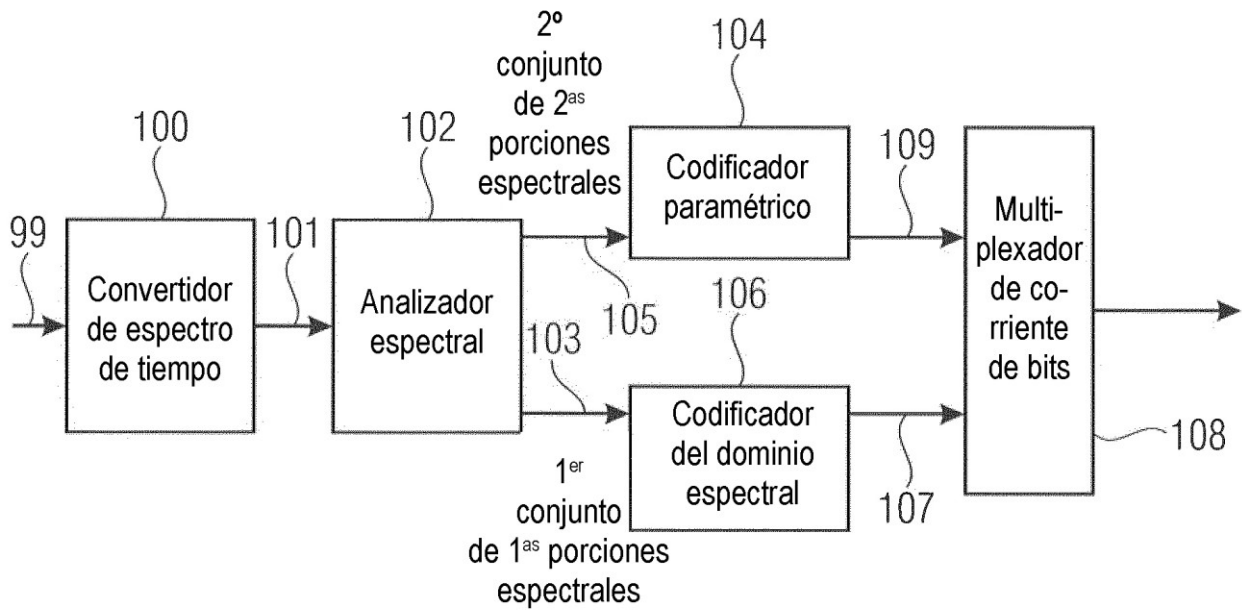 2º
conjunto
de 2as
porciones
espectrales
104
100
102
109
Codificador
paramétrico
99
101
Convertidor
de espectro
de tiempo
Analizador
espectral
105
103
106
Multi-
plexador
de co-
rriente
de bits
Codificador
del dominio
espectral
107
108
1er
conjunto
de 1as porciones
espectrales